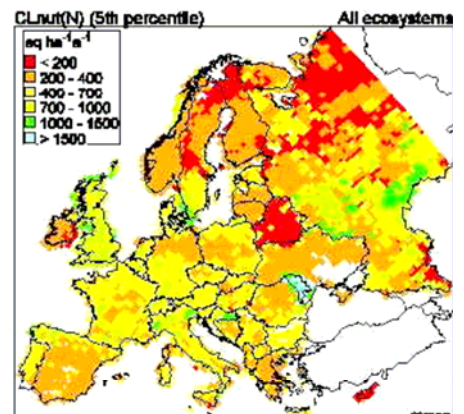 CLnut(N) (5th percentile) All ecosystems
eq ha⁻¹a⁻¹
< 200
200 - 400
400 - 700
700 - 1000
1000 - 1500
> 1500